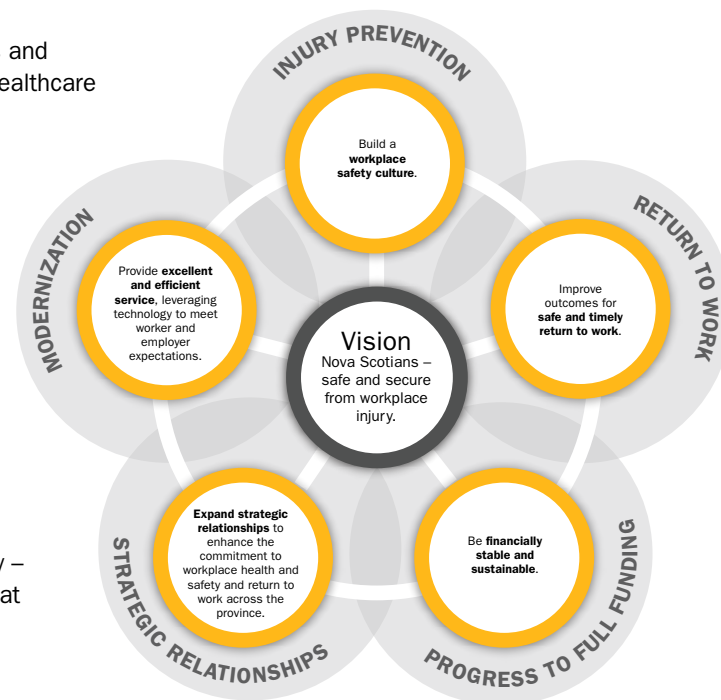 and
ealthcare
INJURY PREVENTION
Build a
workplace
safety culture.
MODERNIZATION
Provide excellent
and efficient
service, leveraging
technology to meet
worker and
employer
expectations.
RETURN TO WORK
Improve
outcomes for
safe and timely
return to work.
Vision
Nova Scotians –
safe and secure
from workplace
injury.
–
at
STRATEGIC RELATIONSHIPS
Expand strategic
relationships to
enhance the
commitment to
workplace health and
safety and return to
work across the
province.
PROGRESS TO FULL FUNDING
Be financially
stable and
sustainable.